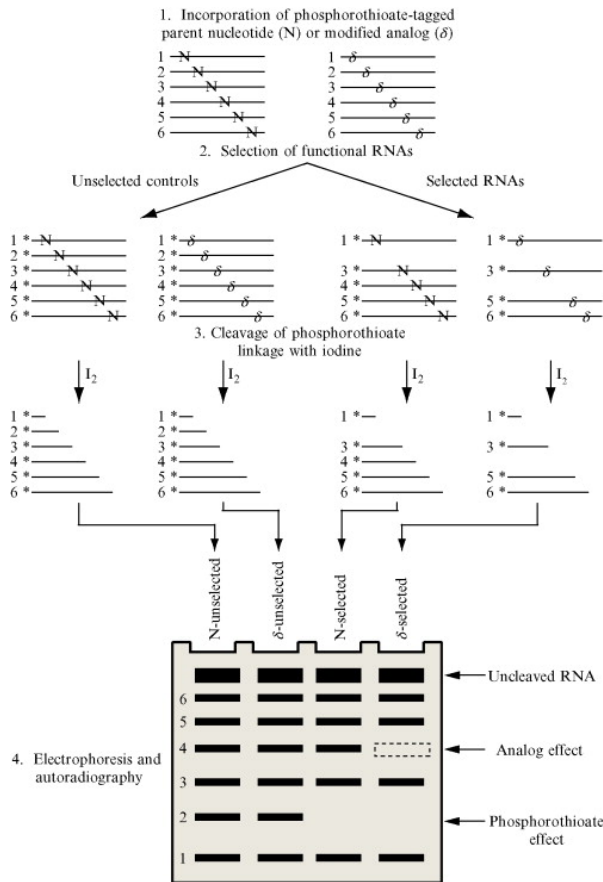 1. Incorporation of phosphorothioate-tagged
parent nucleotide (N) or modified analog (δ)
1 N
2 N
3 N
4 N
5 N
6 N
1 δ
2 δ
3 δ
4 δ
5 δ
6 δ
2. Selection of functional RNAs
Unselected controls
Selected RNAs
1 * N
2 * N
3 * N
4 * N
5 * N
6 * N
1 * δ
2 * δ
3 * δ
4 * δ
5 * δ
6 * δ
1 * N
3 * N
4 * N
5 * N
6 * N
1 * δ
3 * δ
5 * δ
6 * δ
3. Cleavage of phosphorothioate
linkage with iodine
I2
I2
I2
I2
1 *
2 *
3 *
4 *
5 *
6 *
1 *
2 *
3 *
4 *
5 *
6 *
1 *
3 *
4 *
5 *
6 *
1 *
3 *
5 *
6 *
N-unselected
δ-unselected
N-selected
δ-selected
Uncleaved RNA
6
5
4
3
2
1
4. Electrophoresis and
autoradiography
Analog effect
Phosphorothioate
effect